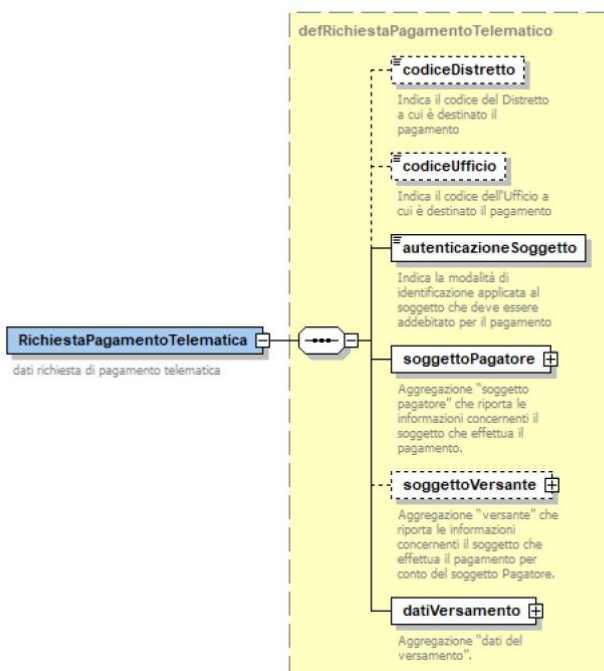 defRichiestaPagamentoTelematico
codiceDistretto
Indica il codice del Distretto
a cui è destinato il
pagamento
codiceUfficio
Indica il codice dell'Ufficio a
cui è destinato il pagamento
autenticazioneSoggetto
Indica la modalità di
identificazione applicata al
soggetto che deve essere
addebitato per il pagamento
RichiestaPagamentoTelematica
dati richiesta di pagamento telematica
soggettoPagatore
Aggregazione "soggetto
pagatore" che riporta le
informazioni concernenti il
soggetto che effettua il
pagamento.
soggettoVersante
Aggregazione "versante" che
riporta le informazioni
concernenti il soggetto che
effettua il pagamento per
conto del soggetto Pagatore.
datiVersamento
Aggregazione "dati del
versamento".